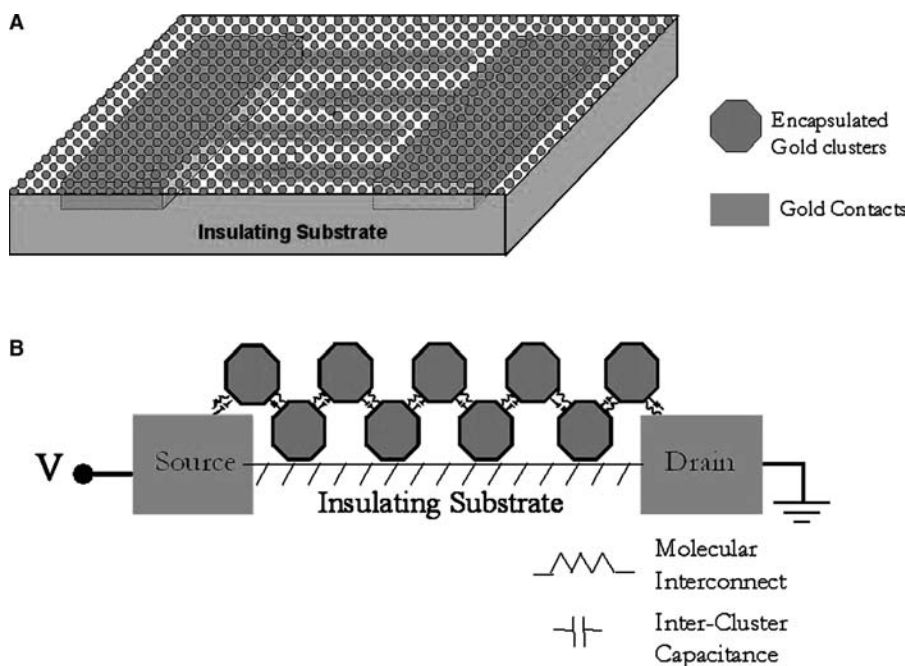 A
Encapsulated
Gold clusters
Gold Contacts
Insulating Substrate
B
V
Source
Drain
Insulating Substrate
Molecular
Interconnect
Inter-Cluster
Capacitance